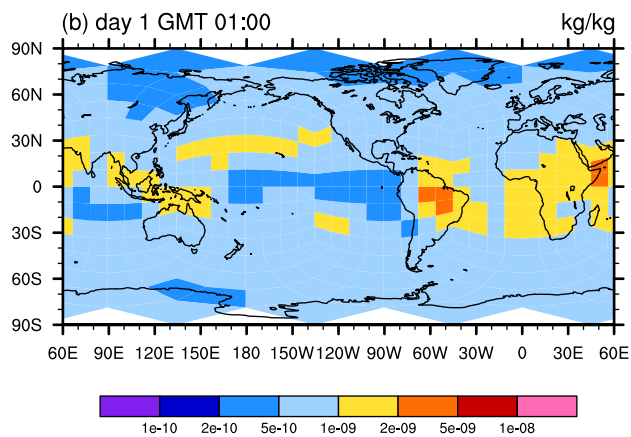 (b) day 1 GMT 01:00 kg/kg
90N
60N
30N
0
30S
60S
90S
60E 90E 120E 150E 180 150W 120W 90W 60W 30W 0 30E 60E
1e-10 2e-10 5e-10 1e-09 2e-09 5e-09 1e-08